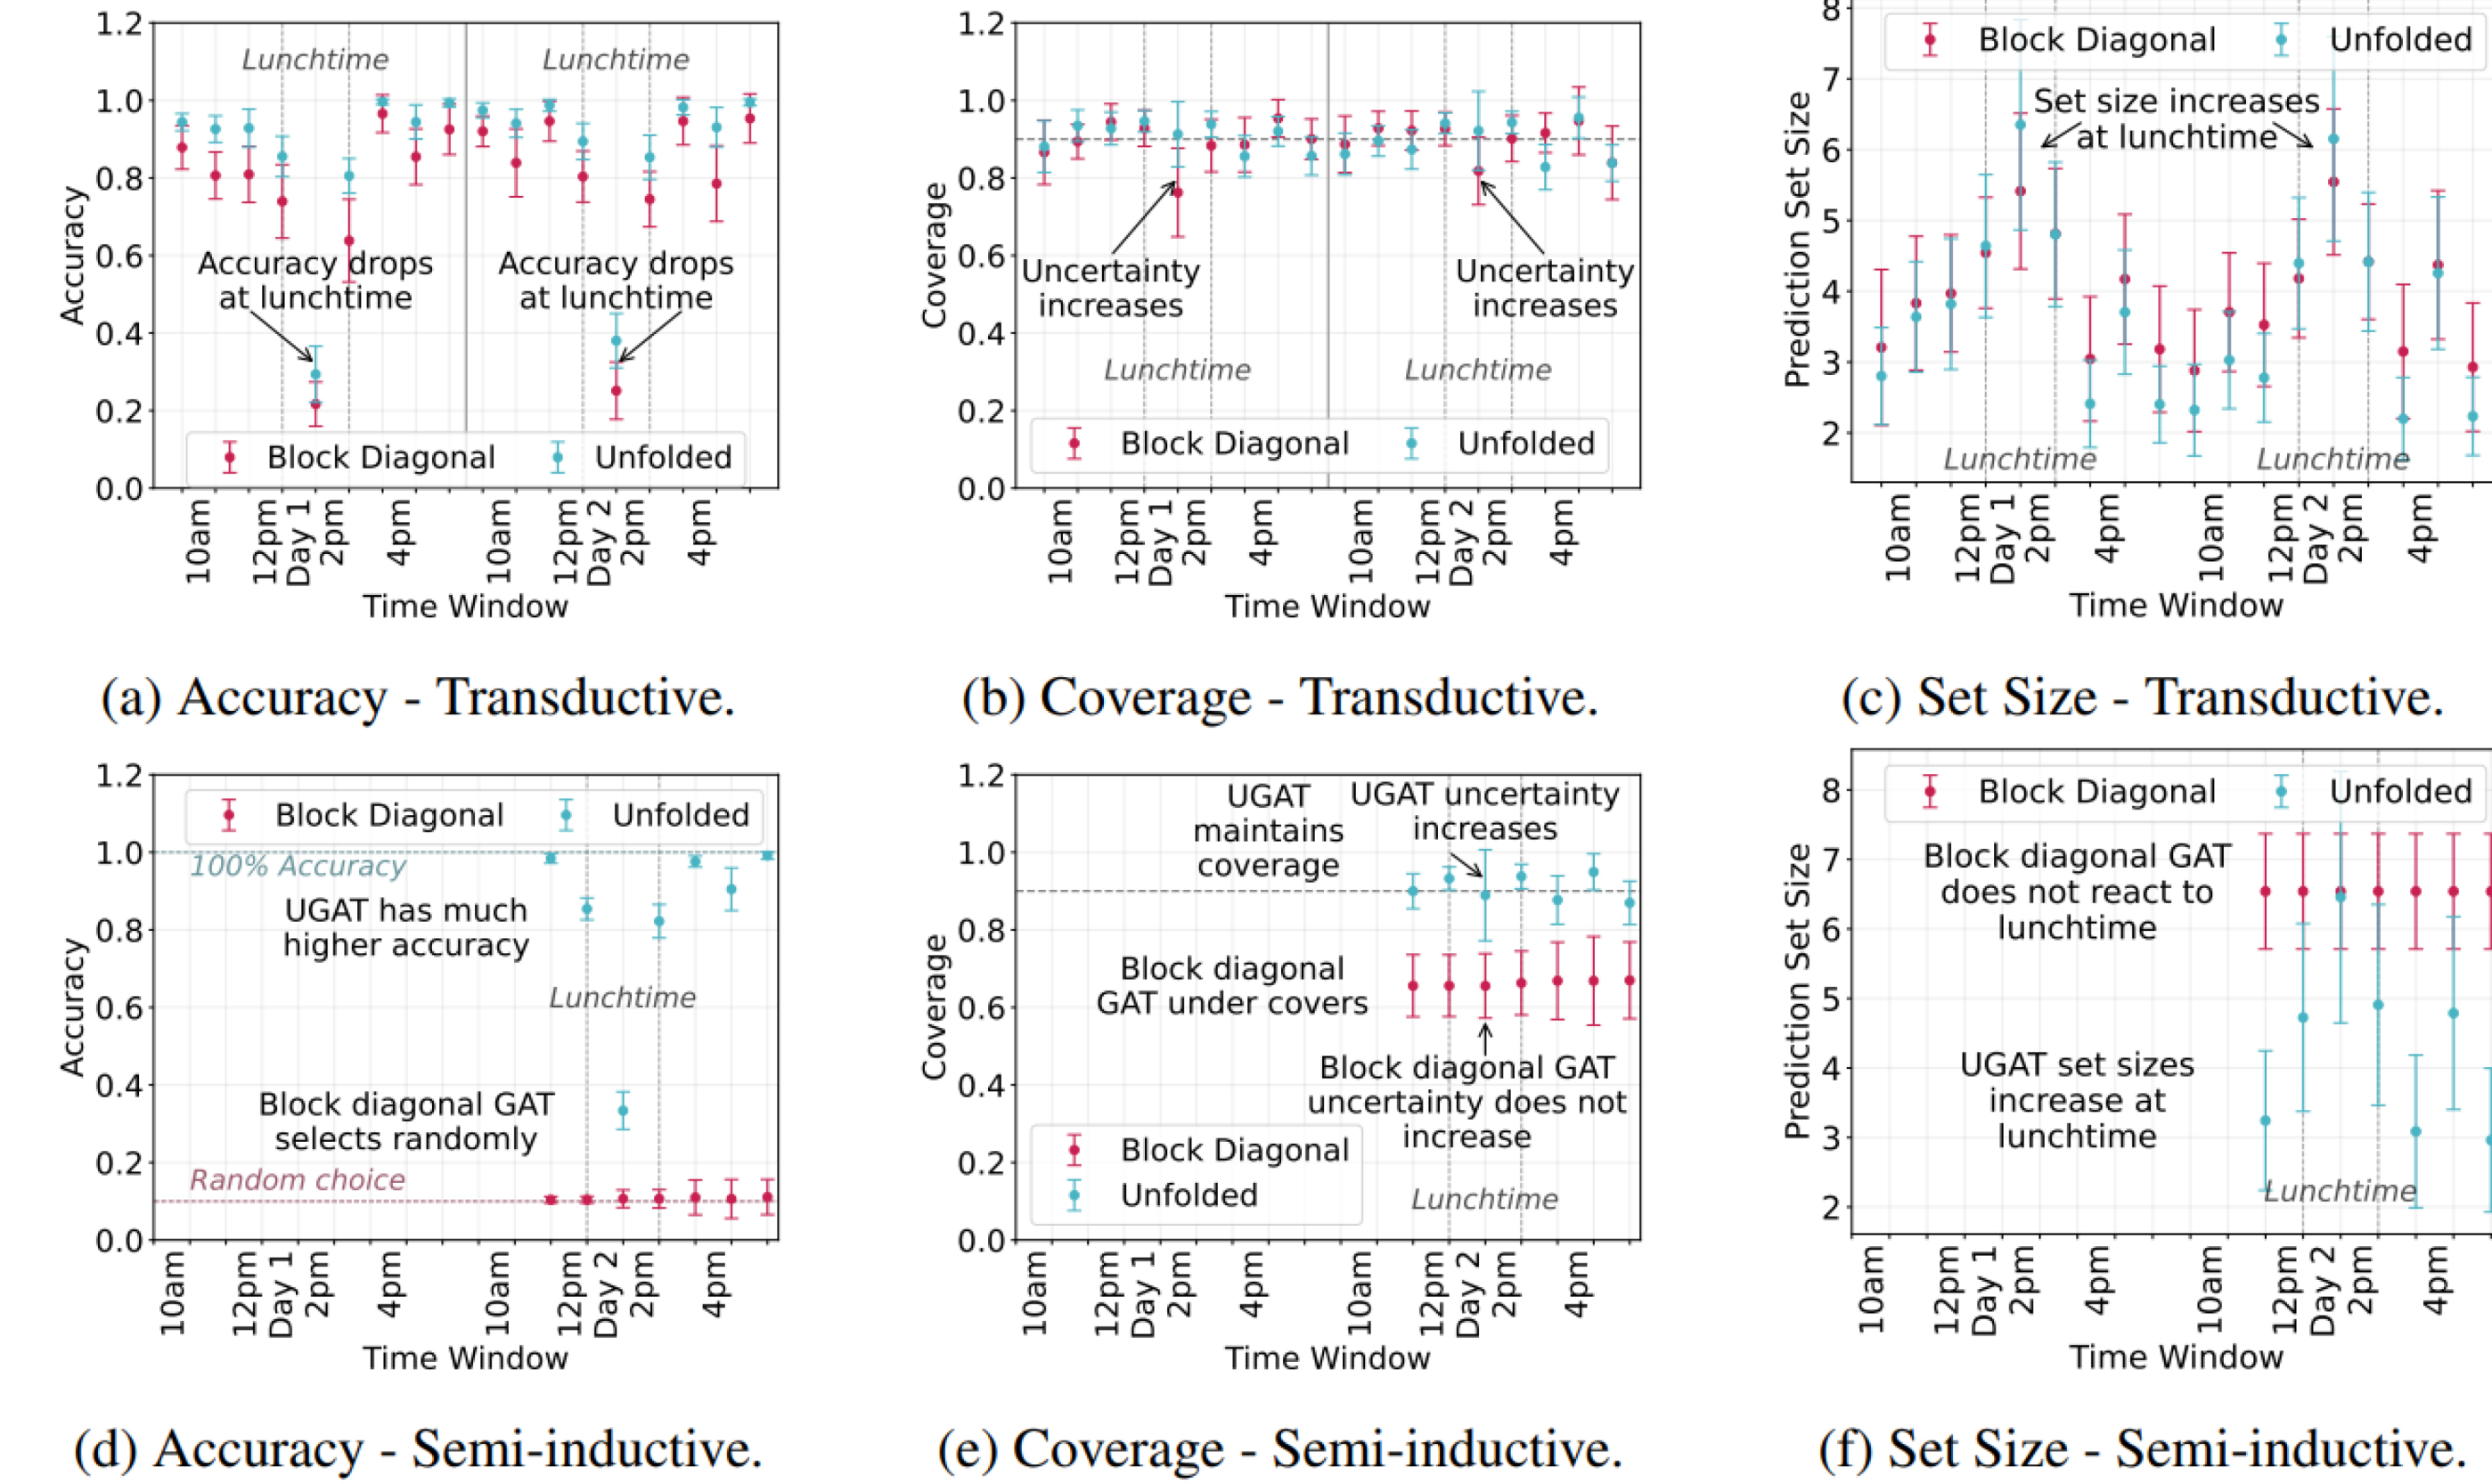 1.2
1.0
0.8
0.6
0.4
0.2
0.0
Accuracy
Lunchtime
Lunchtime
Accuracy drops
at lunchtime
Accuracy drops
at lunchtime
Block Diagonal
Unfolded
10am
12pm
Day 1
2pm
4pm
10am
12pm
Day 2
2pm
4pm
Time Window
(a) Accuracy - Transductive.
1.2
1.0
0.8
0.6
0.4
0.2
0.0
Coverage
Uncertainty
increases
Uncertainty
increases
Lunchtime
Lunchtime
Block Diagonal
Unfolded
10am
12pm
Day 1
2pm
4pm
10am
12pm
Day 2
2pm
4pm
Time Window
(b) Coverage - Transductive.
8
7
6
5
4
3
2
Prediction Set Size
Block Diagonal
Unfolded
Set size increases
at lunchtime
Lunchtime
Lunchtime
10am
12pm
Day 1
2pm
4pm
10am
12pm
Day 2
2pm
4pm
Time Window
(c) Set Size - Transductive.
1.2
1.0
0.8
0.6
0.4
0.2
0.0
Accuracy
Block Diagonal
Unfolded
100% Accuracy
UGAT has much
higher accuracy
Lunchtime
Block diagonal GAT
selects randomly
Random choice
10am
12pm
Day 1
2pm
4pm
10am
12pm
Day 2
2pm
4pm
Time Window
(d) Accuracy - Semi-inductive.
1.2
1.0
0.8
0.6
0.4
0.2
0.0
Coverage
UGAT
maintains
coverage
UGAT uncertainty
increases
Block diagonal
GAT under covers
Block diagonal GAT
uncertainty does not
increase
Block Diagonal
Unfolded
Lunchtime
10am
12pm
Day 1
2pm
4pm
10am
12pm
Day 2
2pm
4pm
Time Window
(e) Coverage - Semi-inductive.
8
7
6
5
4
3
2
Prediction Set Size
Block Diagonal
Unfolded
Block diagonal GAT
does not react to
lunchtime
UGAT set sizes
increase at
lunchtime
Lunchtime
10am
12pm
Day 1
2pm
4pm
10am
12pm
Day 2
2pm
4pm
Time Window
(f) Set Size - Semi-inductive.